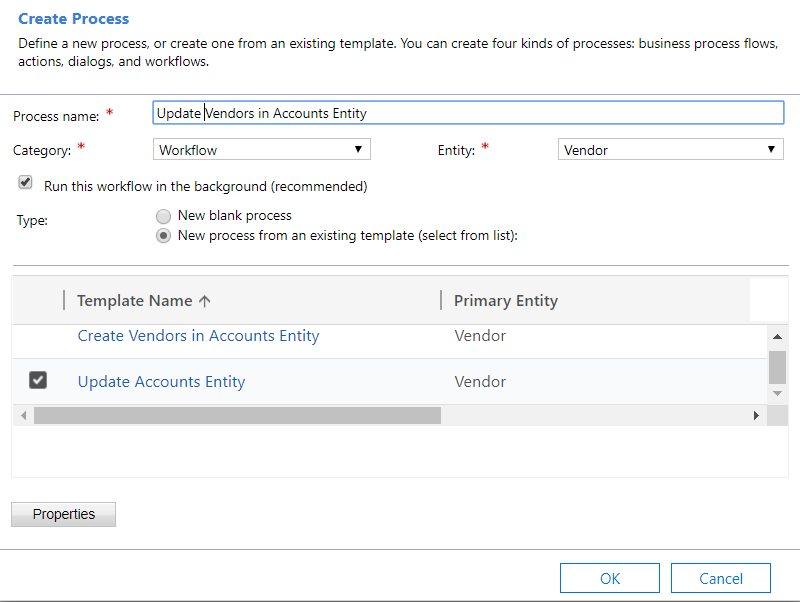 Create Process
Define a new process, or create one from an existing template. You can create four kinds of processes: business process flows,
actions, dialogs, and workflows.
Process name: * Update Vendors in Accounts Entity
Category: * Workflow Entity: * Vendor
Run this workflow in the background (recommended)
Type: New blank process
New process from an existing template (select from list):
Template Name Primary Entity
Create Vendors in Accounts Entity Vendor
Update Accounts Entity Vendor
Properties
OK Cancel